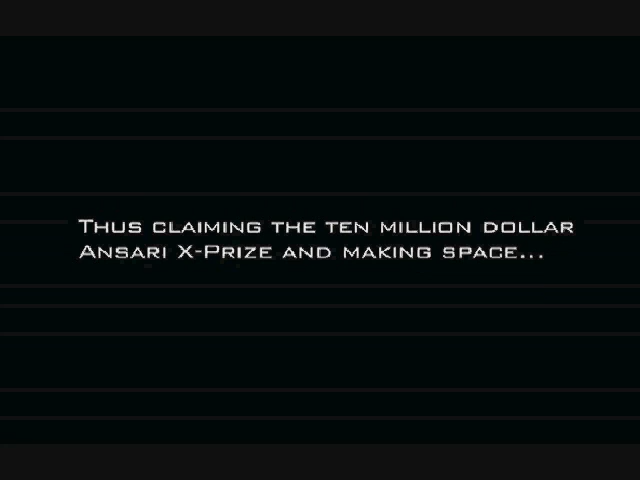 Thus claiming the ten million dollar
Ansari X-Prize and making space...